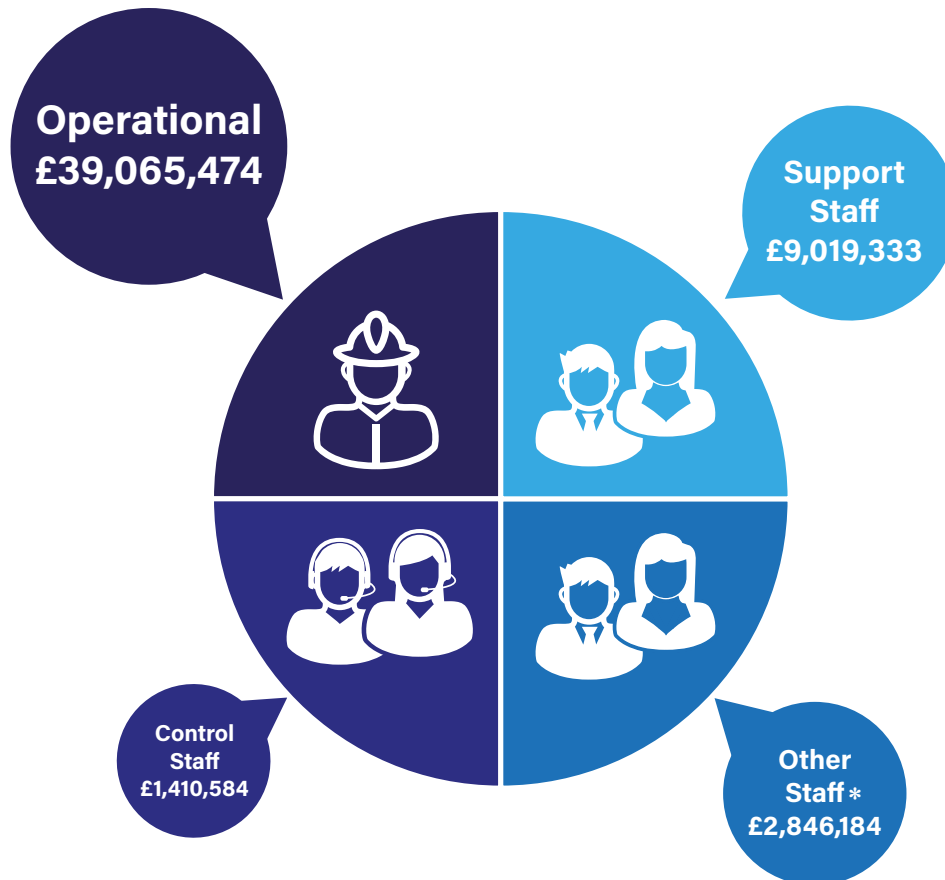 Operational
£39,065,474
Support
Staff
£9,019,333
Control
Staff
£1,410,584
Other
Staff *
£2,846,184